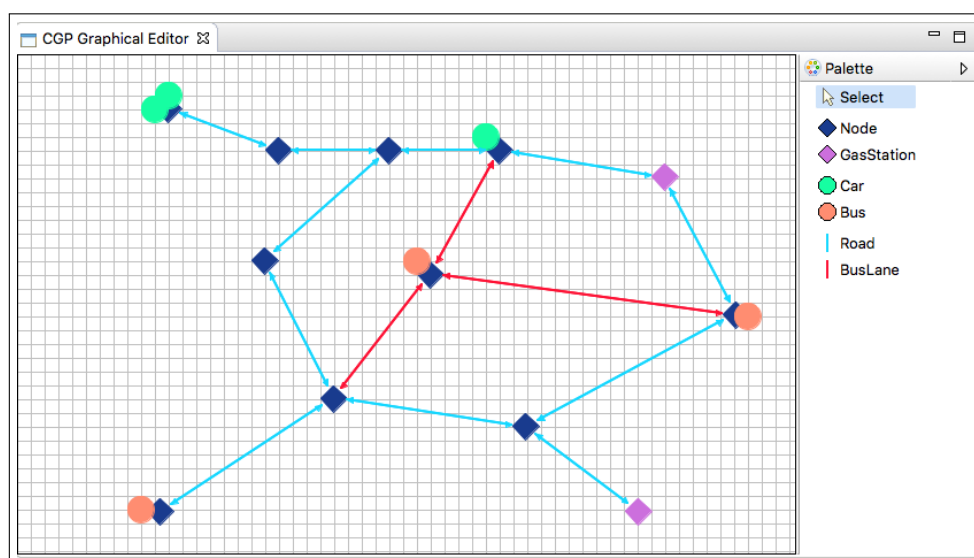 CGP Graphical Editor
Palette
Select
Node
GasStation
Car
Bus
Road
BusLane